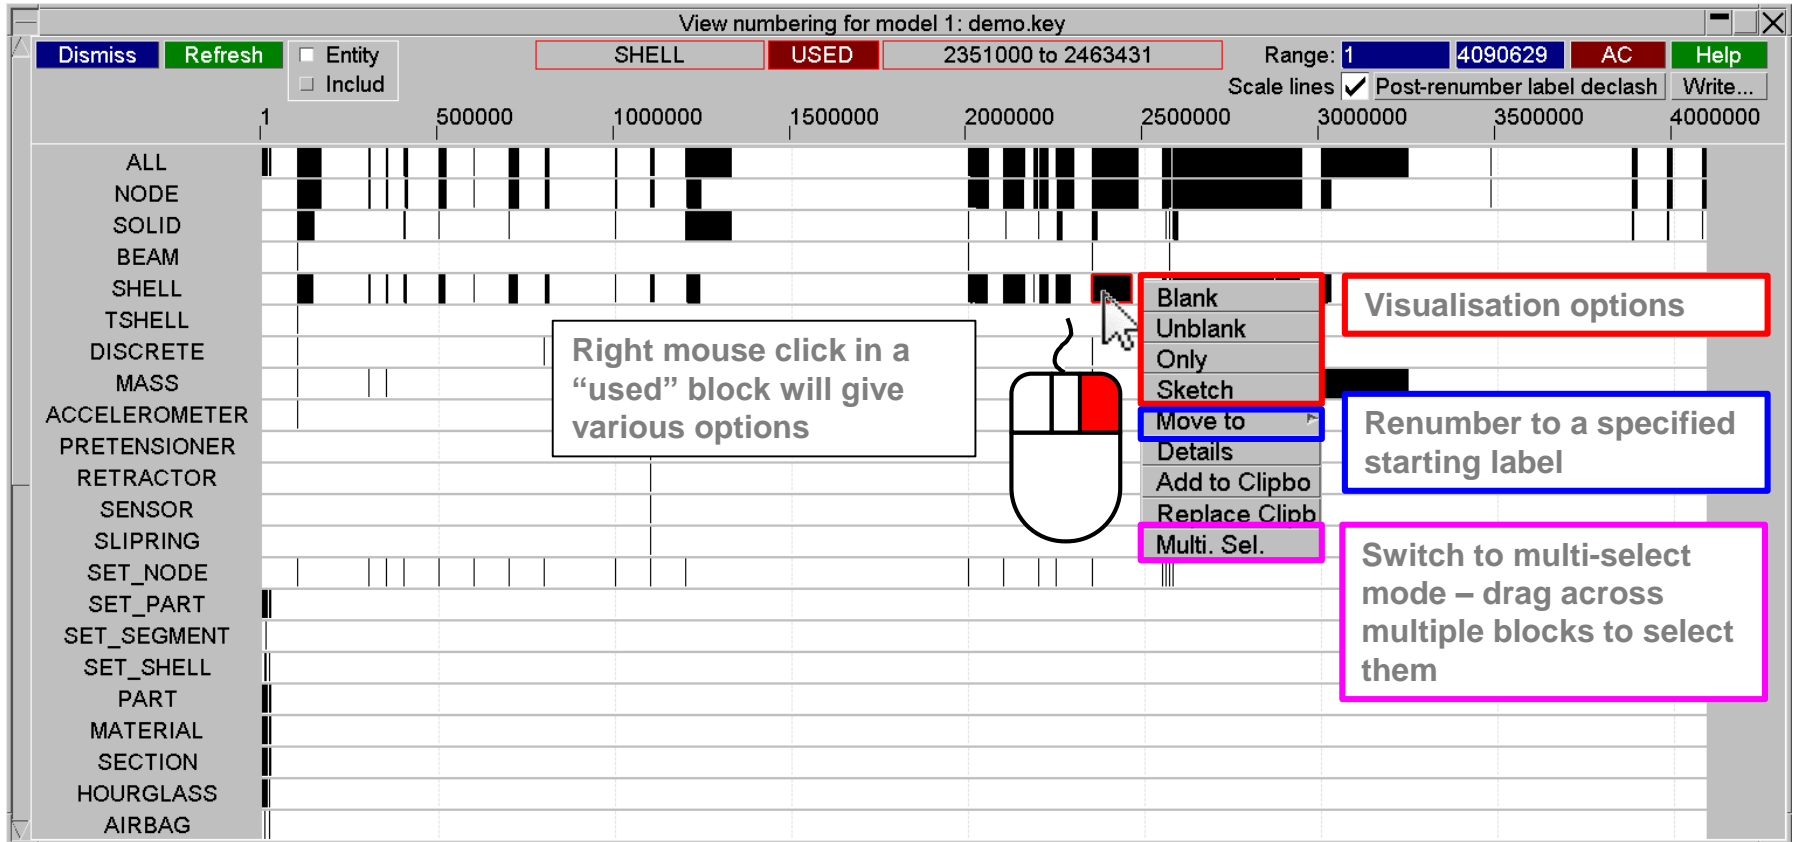 View numbering for model 1: demo.key
Dismiss Refresh Entity SHELL USED 2351000 to 2463431 Range: 1 4090629 AC Help
Includ Scale lines Post-renumber label declash Write...
1 500000 1000000 1500000 2000000 2500000 3000000 3500000 4000000
ALL
NODE
SOLID
BEAM
SHELL
TSHELL
DISCRETE
MASS
ACCELEROMETER
PRETENSIONER
RETRACTOR
SENSOR
SLIPRING
SET_NODE
SET_PART
SET_SEGMENT
SET_SHELL
PART
MATERIAL
SECTION
HOURGLASS
AIRBAG
Right mouse click in a
“used” block will give
various options
Blank
Unblank
Only
Sketch
Move to
Details
Add to Clipbo
Replace Clipb
Multi. Sel.
Visualisation options
Renumber to a specified
starting label
Switch to multi-select
mode – drag across
multiple blocks to select
them